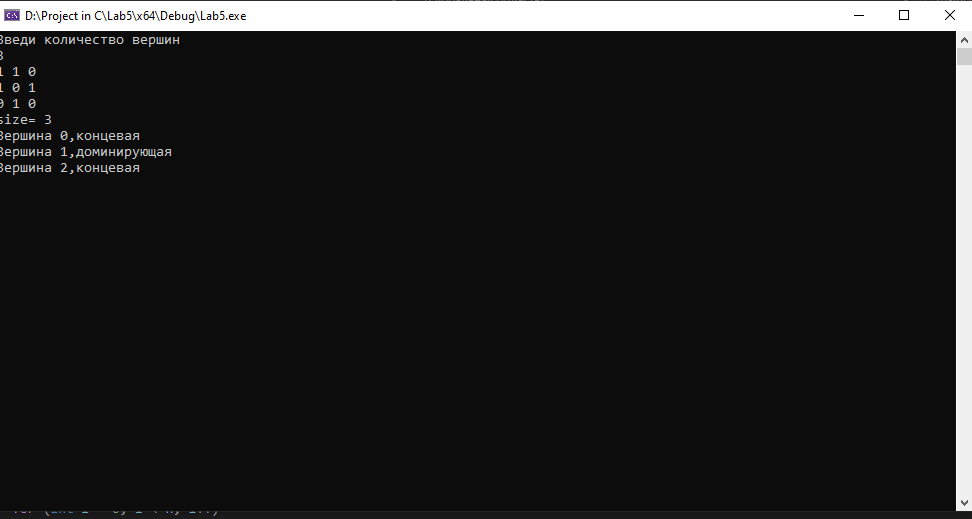 D:\Project in C\Lab5\x64\Debug\Lab5.exe
Введи количество вершин
3
1 1 0
1 0 1
0 1 0
size= 3
Вершина 0,концевая
Вершина 1,доминирующая
Вершина 2,концевая